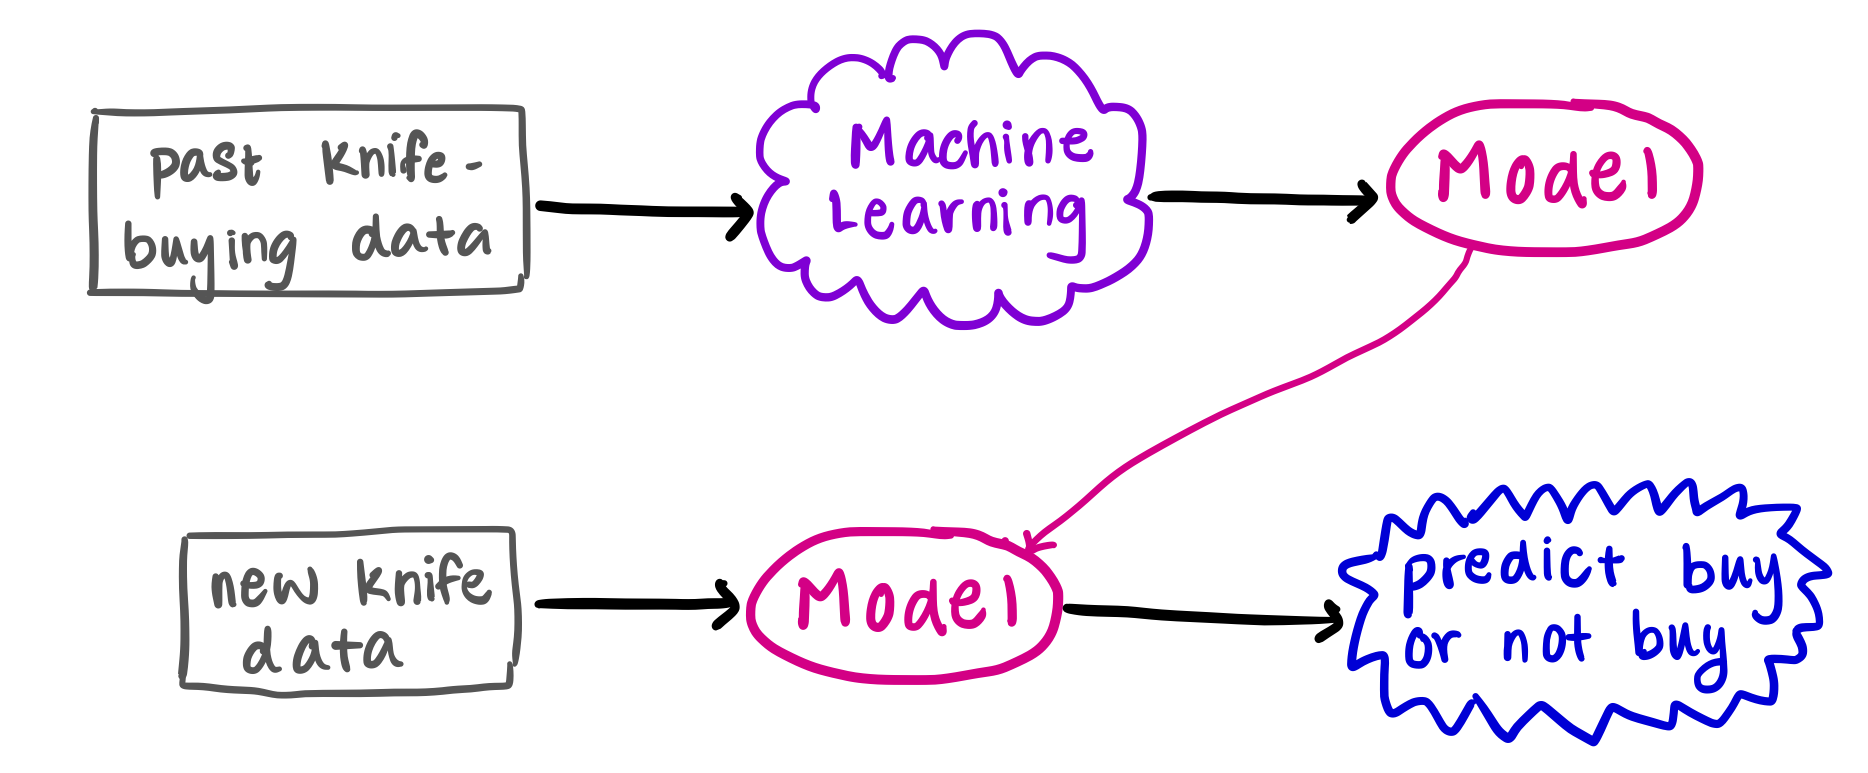 past knife-
buying data
Machine
Learning
Model
new knife
data
Model
predict buy
or not buy